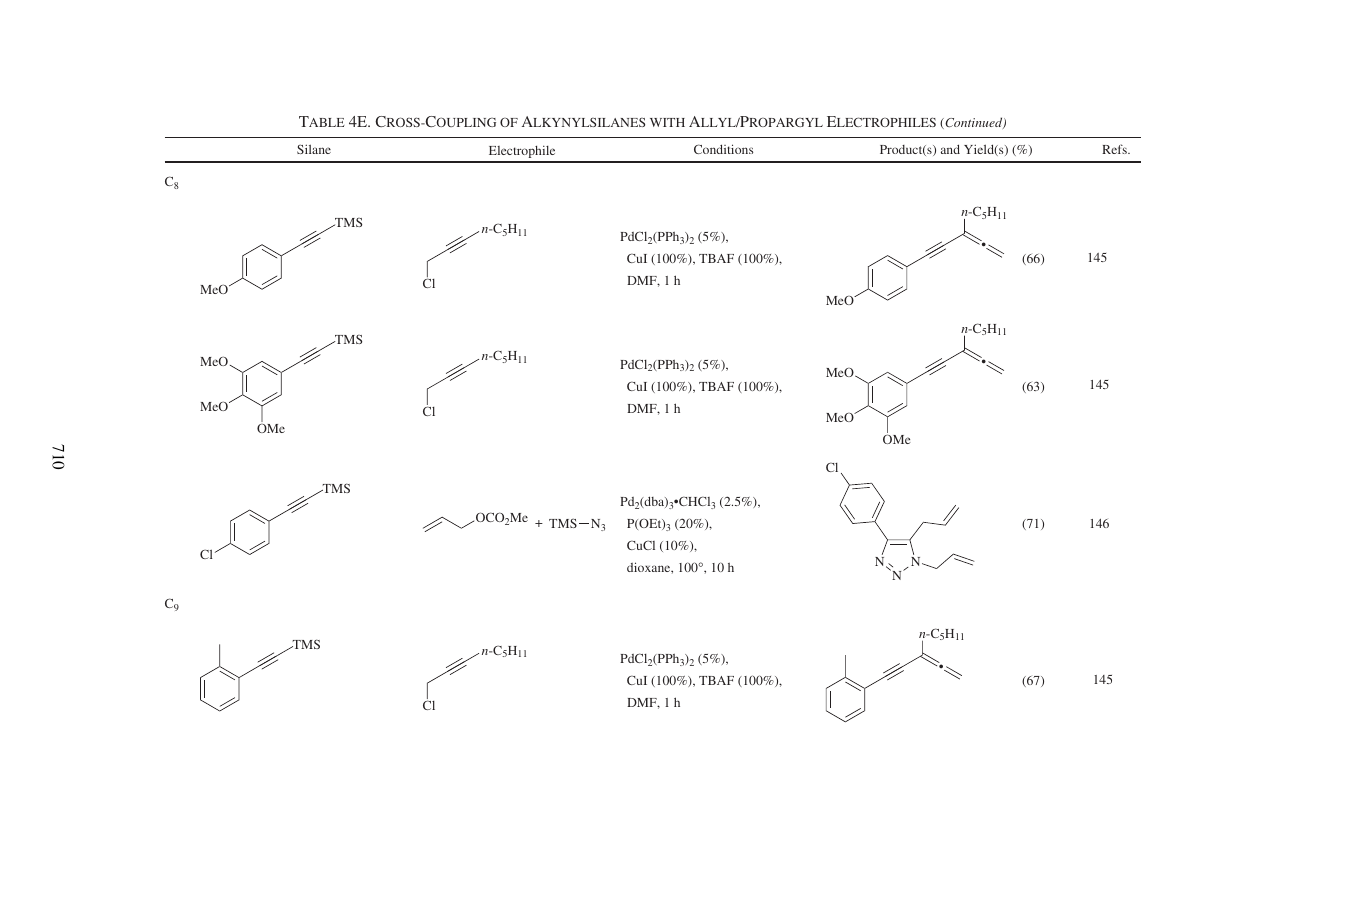 TABLE 4E. CROSS-COUPLING OF ALKYNYLSILANES WITH ALLYL/PROPARGYL ELECTROPHILES (Continued)
Silane Electrophile Conditions Product(s) and Yield(s) (%) Refs.
C8
TMS
MeO
n-C5H11
Cl
PdCl2(PPh3)2 (5%),
CuI (100%), TBAF (100%),
DMF, 1 h
n-C5H11
MeO
(66)
145
TMS
MeO
MeO
OMe
n-C5H11
Cl
PdCl2(PPh3)2 (5%),
CuI (100%), TBAF (100%),
DMF, 1 h
n-C5H11
MeO
MeO
OMe
(63)
145
710
TMS
Cl
OCO2Me + TMS—N3
Pd2(dba)3•CHCl3 (2.5%),
P(OEt)3 (20%),
CuCl (10%),
dioxane, 100°, 10 h
Cl
N
N
N
(71)
146
C9
TMS
n-C5H11
Cl
PdCl2(PPh3)2 (5%),
CuI (100%), TBAF (100%),
DMF, 1 h
n-C5H11
(67)
145